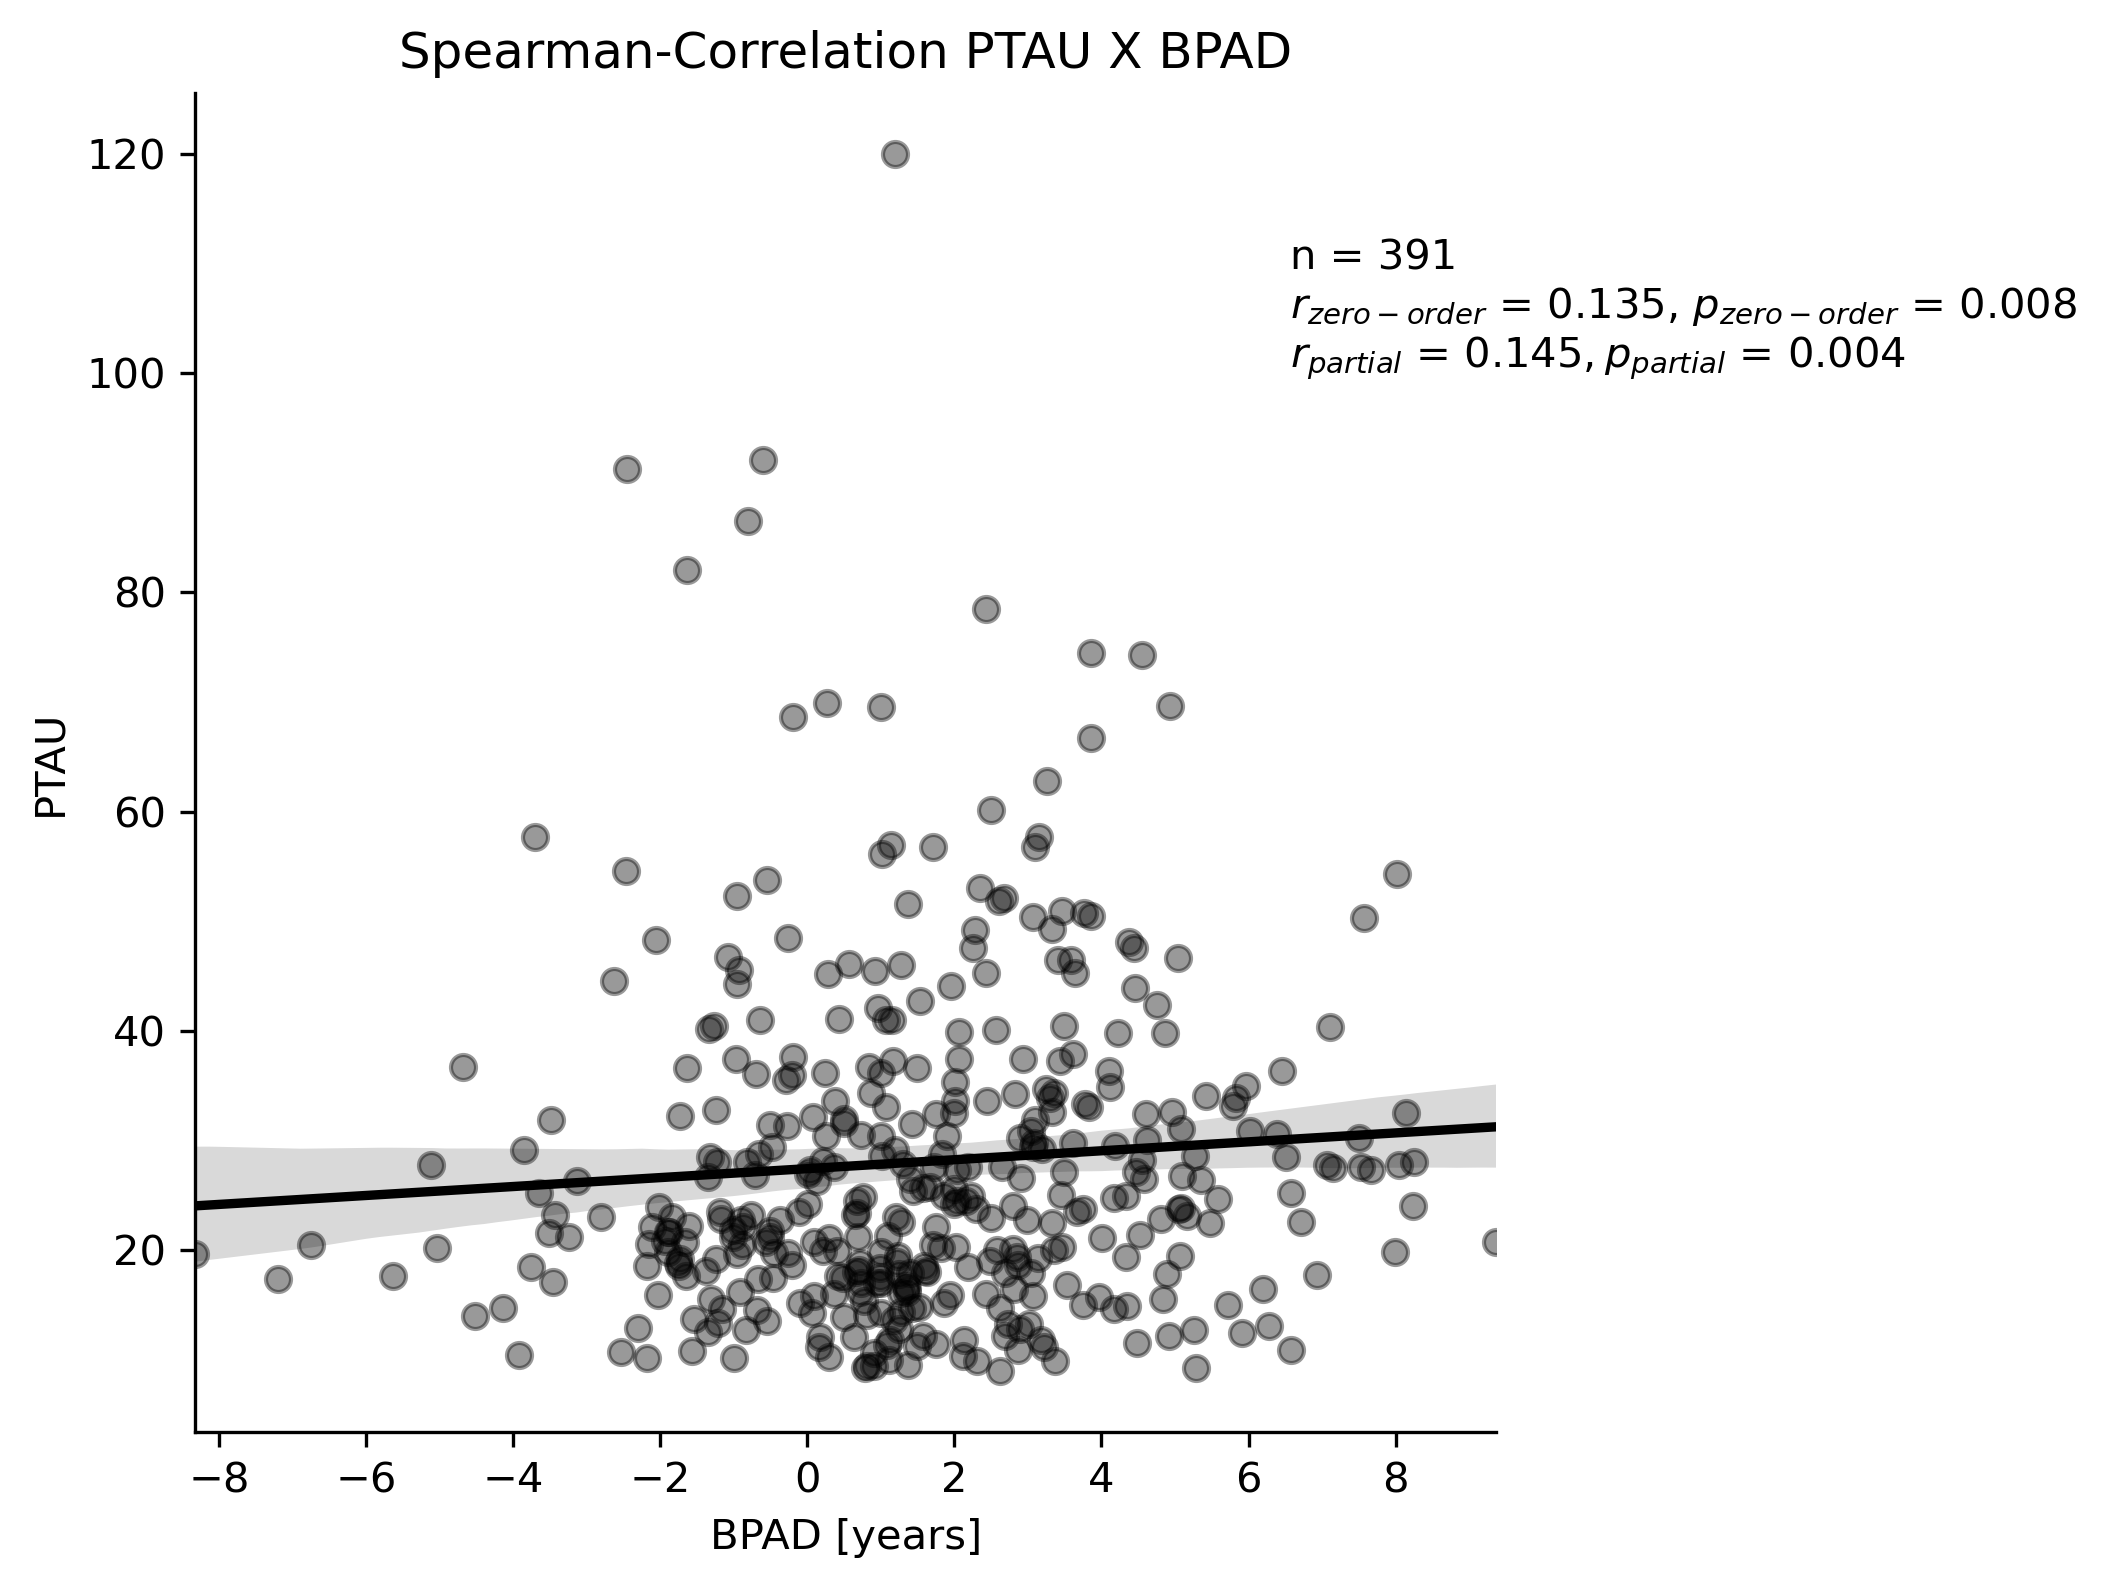 Spearman-Correlation PTAU X BPAD
120
100
80
60
40
20
PTAU
n = 391
r_zero−order = 0.135, p_zero−order = 0.008
r_partial = 0.145, p_partial = 0.004
−8 −6 −4 −2 0 2 4 6 8
BPAD [years]